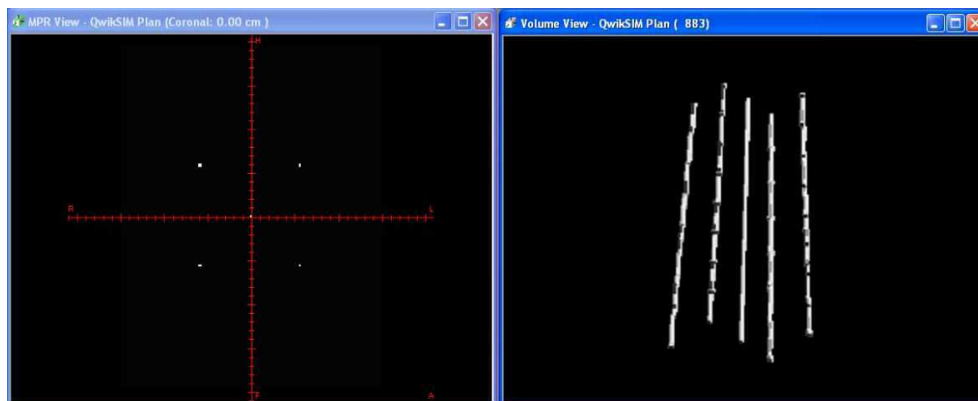 MPR View - QwikSIM Plan (Coronal: 0.00 cm )
Volume View - QwikSIM Plan ( 883)
H
R
L
F
A